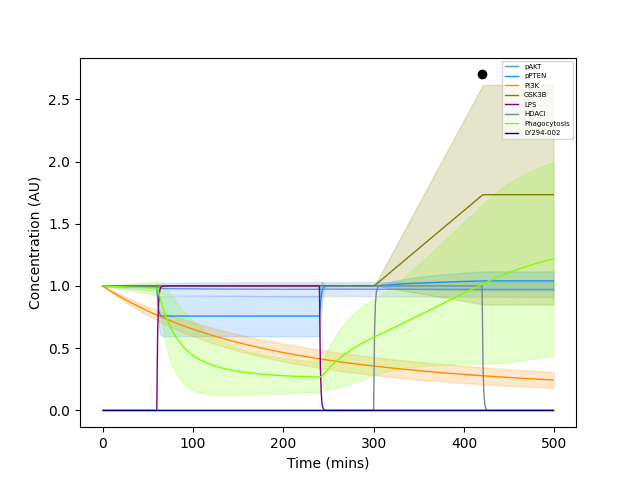 pAKT
pPTEN
PI3K
GSK3B
LPS
HDACi
Phagocytosis
LY294-002
2.5
2.0
1.5
1.0
0.5
0.0
Concentration (AU)
0 100 200 300 400 500
Time (mins)